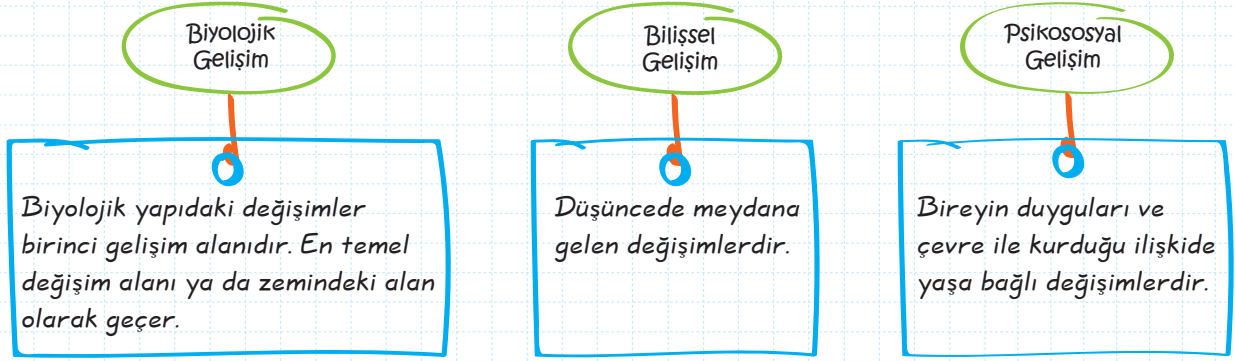 Biyolojik
Gelişim
Biyolojik yapıdaki değişimler
birinci gelişim alanıdır. En temel
değişim alanı ya da zemindeki alan
olarak geçer.
Bilişsel
Gelişim
Düşüncede meydana
gelen değişimlerdir.
Psikososyal
Gelişim
Bireyin duyguları ve
çevre ile kurduğu ilişkide
yaşa bağlı değişimlerdir.